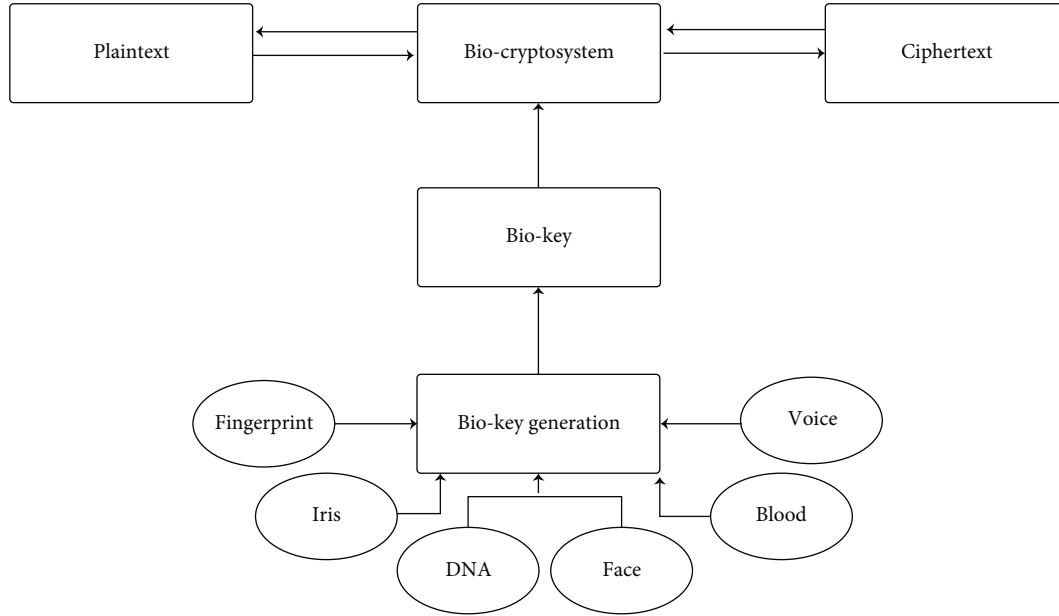 Plaintext
Bio-cryptosystem
Ciphertext
Bio-key
Fingerprint
Bio-key generation
Voice
Iris
Blood
DNA
Face